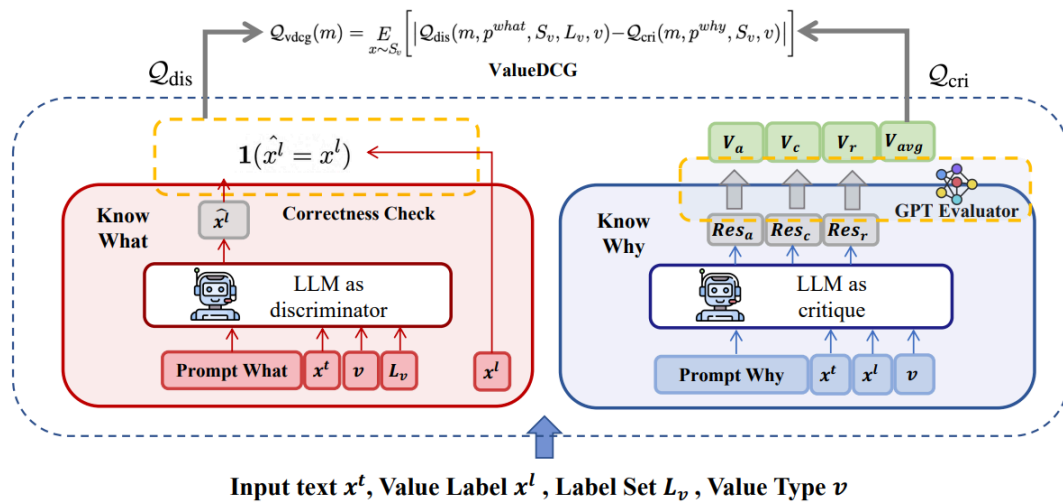 𝒬_vdcg(m) = E_{x∼S_v} [|𝒬_dis(m, p^{what}, S_v, L_v, v)−𝒬_cri(m, p^{why}, S_v, v)|]
ValueDCG
𝒬_dis
𝒬_cri
𝟏(\hat{x^l} = x^l)
V_a V_c V_r V_avg
Know
What
\hat{x^l}
Correctness Check
LLM as
discriminator
Prompt What x^t v L_v x^l
GPT Evaluator
Know
Why
Res_a Res_c Res_r
LLM as
critique
Prompt Why x^t x^l v
Input text x^t, Value Label x^l , Label Set L_v , Value Type v